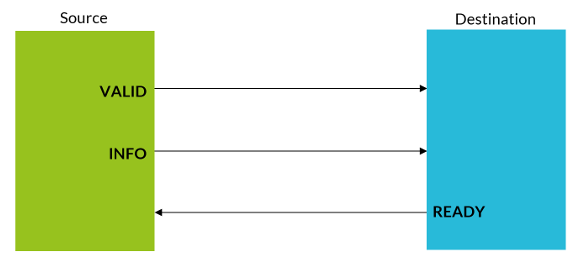 Source
Destination
VALID
INFO
READY